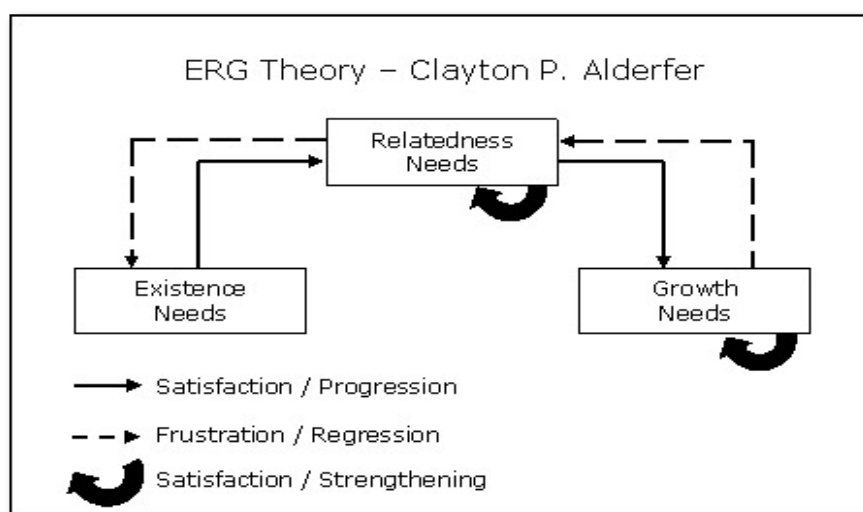 ERG Theory – Clayton P. Alderfer
Relatedness
Needs
Existence
Needs
Growth
Needs
Satisfaction / Progression
Frustration / Regression
Satisfaction / Strengthening